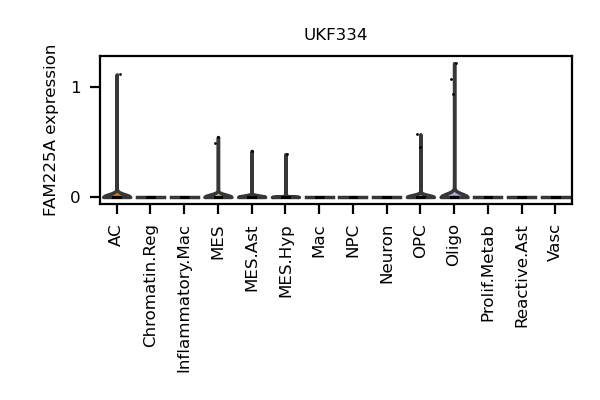 UKF334
FAM225A expression
1
0
AC
Chromatin.Reg
Inflammatory.Mac
MES
MES.Ast
MES.Hyp
Mac
NPC
Neuron
OPC
Oligo
Prolif.Metab
Reactive.Ast
Vasc